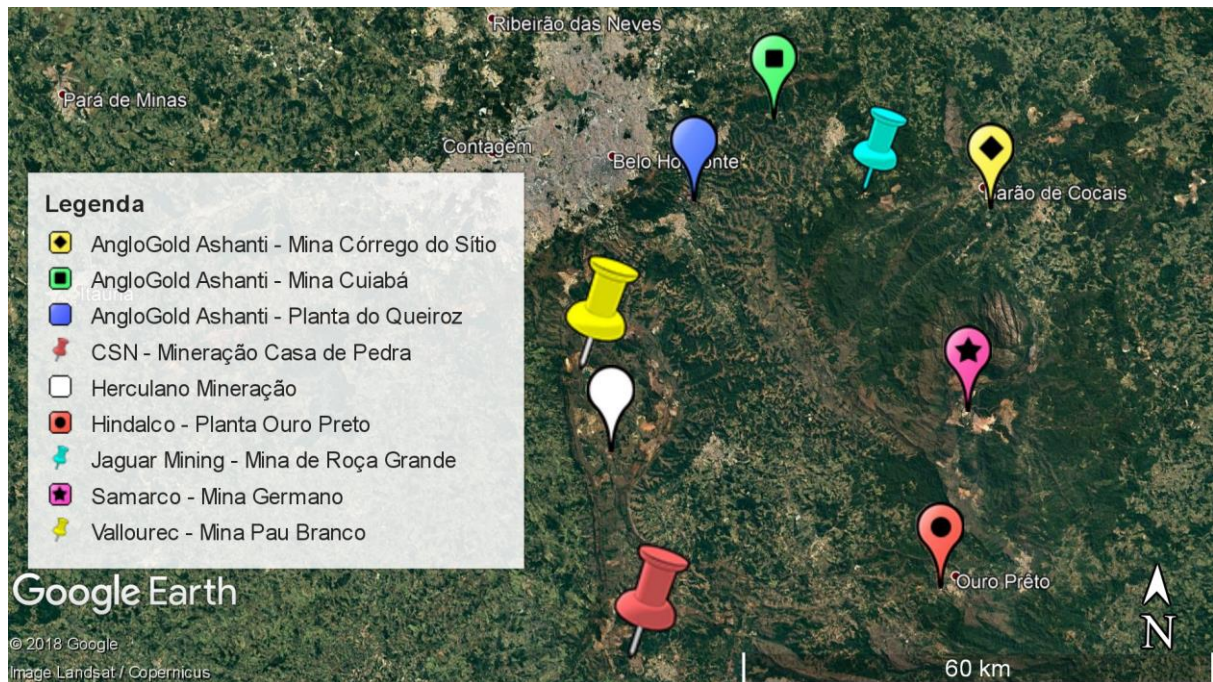 Ribeirão das Neves
Pará de Minas
Contagem
Belo Horizonte
Barão de Cocais
Legenda
AngloGold Ashanti - Mina Córrego do Sítio
AngloGold Ashanti - Mina Cuiabá
Itaúna
AngloGold Ashanti - Planta do Queiroz
CSN - Mineração Casa de Pedra
Herculano Mineração
Hindalco - Planta Ouro Preto
Jaguar Mining - Mina de Roça Grande
Samarco - Mina Germano
Vallourec - Mina Pau Branco
Ouro Prêto
Google Earth
© 2018 Google
Image Landsat / Copernicus
60 km
N